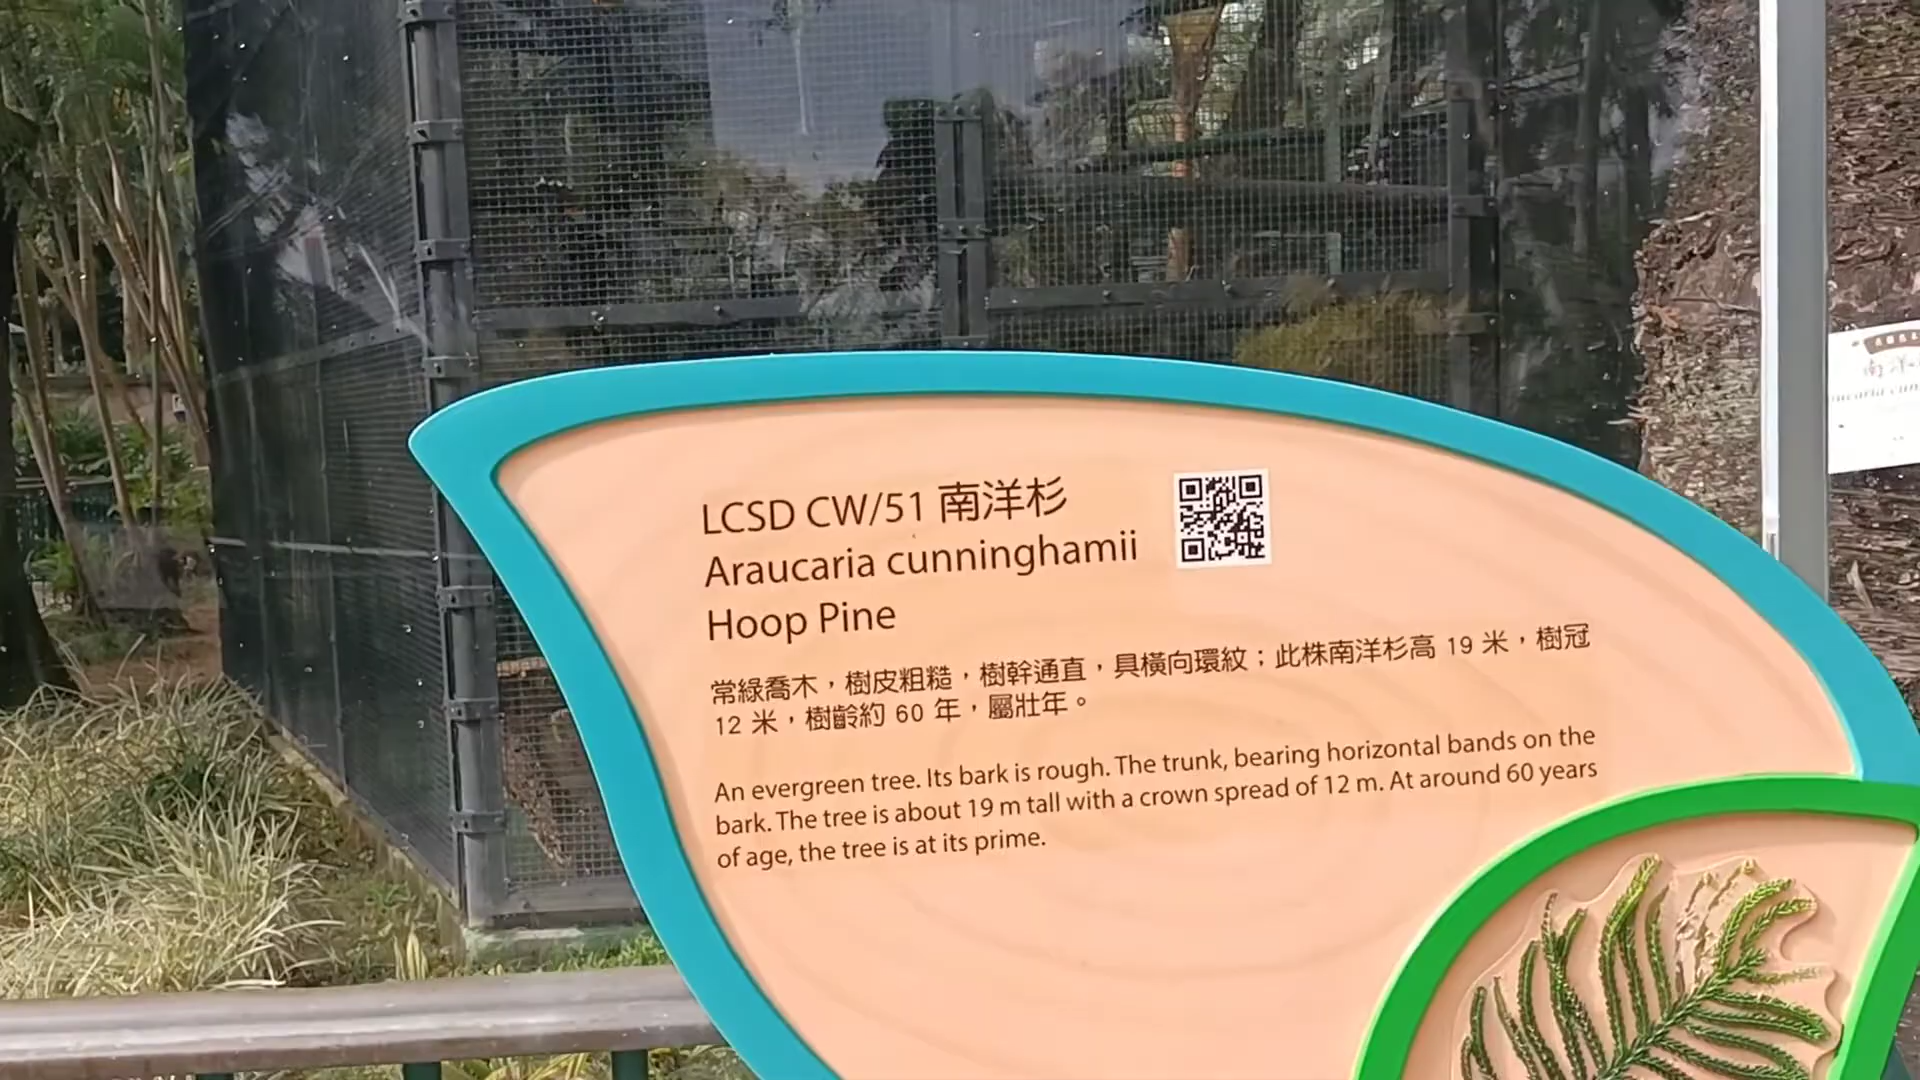 LCSD CW/51 南洋杉
Araucaria cunninghamii
Hoop Pine
常綠喬木，樹皮粗糙，樹幹通直，具橫向環紋；此株南洋杉高 19 米，樹冠
12 米，樹齡約 60 年，屬壯年。
An evergreen tree. Its bark is rough. The trunk, bearing horizontal bands on the
bark. The tree is about 19 m tall with a crown spread of 12 m. At around 60 years
of age, the tree is at its prime.
南洋